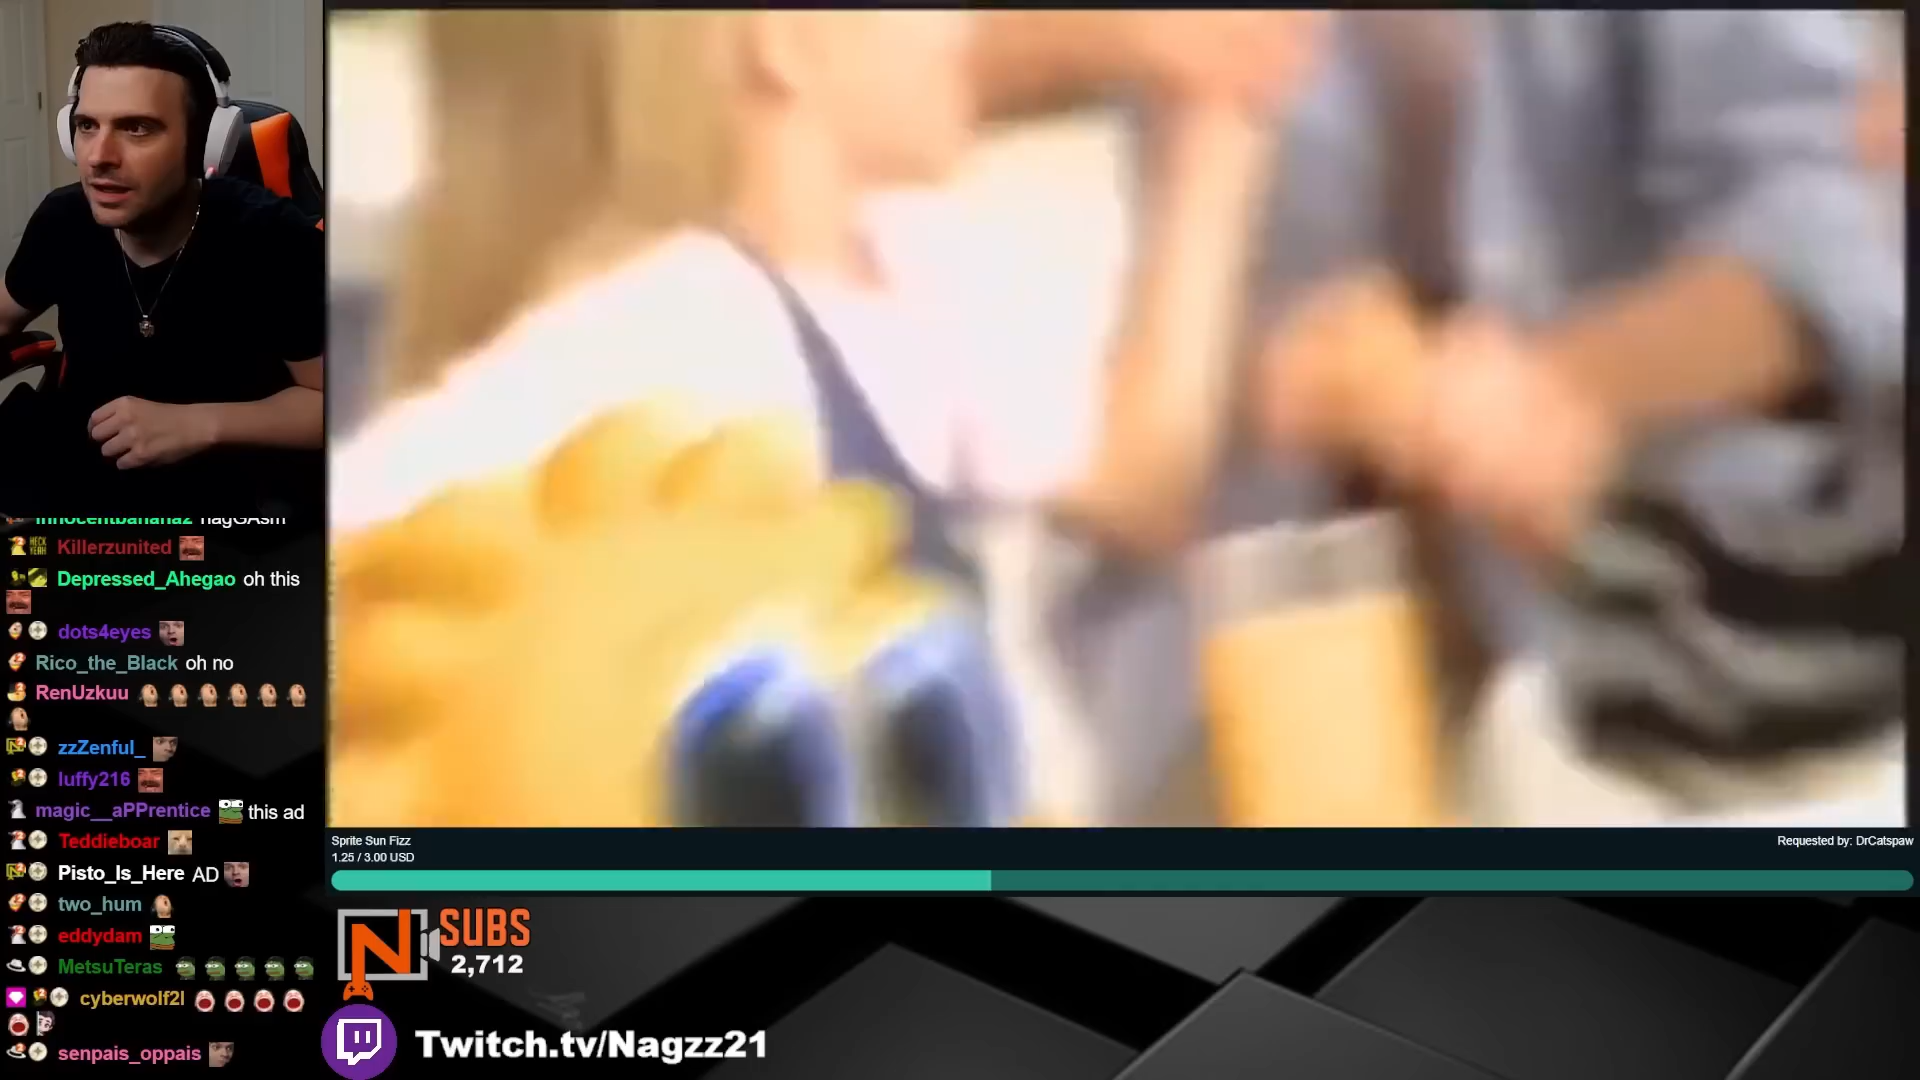 innocentbanana2 nagGAsm
Killerzunited
Depressed_Ahegao oh this
dots4eyes
Rico_the_Black oh no
RenUzkuu
zzZenful_
luffy216
magic__aPPrentice this ad
Teddieboar
Pisto_Is_Here AD
two_hum
eddydam
MetsuTeras
cyberwolf2l
senpais_oppais
Sprite Sun Fizz
1.25 / 3.00 USD
Requested by: DrCatspaw
N SUBS
2,712
Twitch.tv/Nagzz21